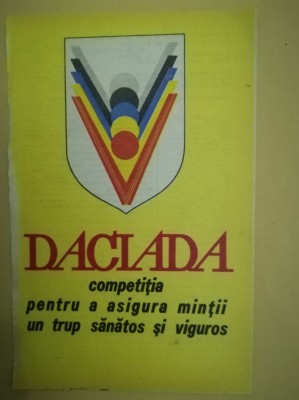 DACIADA
competiția
pentru a asigura minții
un trup sănătos și viguros